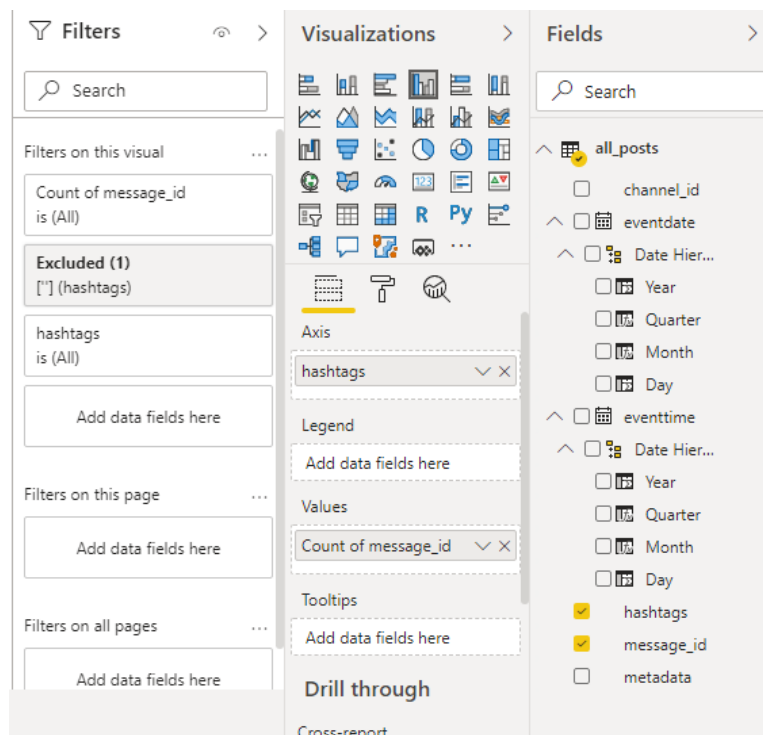 Filters
Search
Filters on this visual ...
Count of message_id
is (All)
Excluded (1)
[''] (hashtags)
hashtags
is (All)
Add data fields here
Filters on this page ...
Add data fields here
Filters on all pages ...
Add data fields here
Visualizations
123
R Py
...
Axis
hashtags
Legend
Add data fields here
Values
Count of message_id
Tooltips
Add data fields here
Drill through
Cross-report
Fields
Search
all_posts
channel_id
eventdate
Date Hier...
Year
Quarter
Month
Day
eventtime
Date Hier...
Year
Quarter
Month
Day
hashtags
message_id
metadata